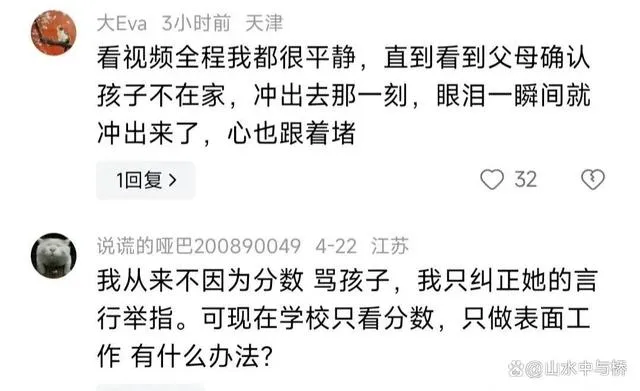 大Eva 3小时前 天津
看视频全程我都很平静，直到看到父母确认
孩子不在家，冲出去那一刻，眼泪一瞬间就
冲出来了，心也跟着堵
1回复 >
32
说谎的哑巴200890049 4-22 江苏
我从来不因为分数 骂孩子，我只纠正她的言
行举指。可现在学校只看分数，只做表面工
作 有什么办法？
@山水中与桥